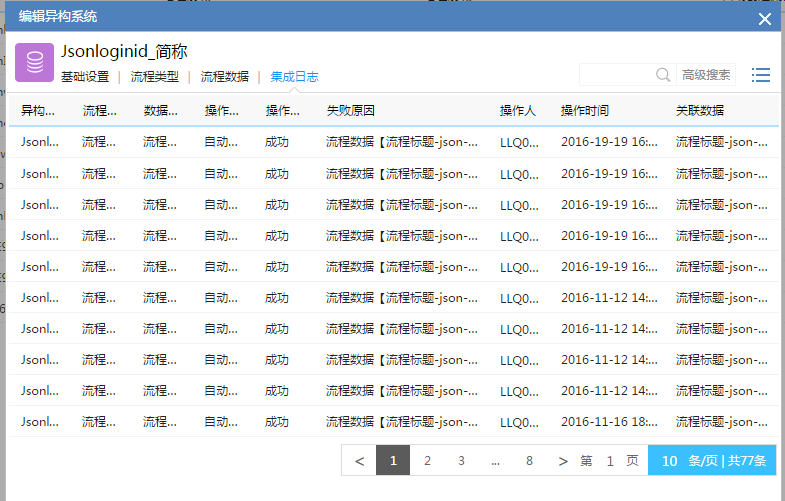 编辑异构系统
Jsonloginid_简称
基础设置 | 流程类型 | 流程数据 | 集成日志 高级搜索
异构... 流程... 数据... 操作... 操作... 失败原因 操作人 操作时间 关联数据
Jsonl... 流程... 流程... 自动... 成功 流程数据【流程标题-json-... LLQ0... 2016-19-19 16:... 流程标题-json-...
Jsonl... 流程... 流程... 自动... 成功 流程数据【流程标题-json-... LLQ0... 2016-19-19 16:... 流程标题-json-...
Jsonl... 流程... 流程... 自动... 成功 流程数据【流程标题-json-... LLQ0... 2016-19-19 16:... 流程标题-json-...
Jsonl... 流程... 流程... 自动... 成功 流程数据【流程标题-json-... LLQ0... 2016-19-19 16:... 流程标题-json-...
Jsonl... 流程... 流程... 自动... 成功 流程数据【流程标题-json-... LLQ0... 2016-19-19 16:... 流程标题-json-...
Jsonl... 流程... 流程... 自动... 成功 流程数据【流程标题-json-... LLQ0... 2016-11-12 14:... 流程标题-json-...
Jsonl... 流程... 流程... 自动... 成功 流程数据【流程标题-json-... LLQ0... 2016-11-12 14:... 流程标题-json-...
Jsonl... 流程... 流程... 自动... 成功 流程数据【流程标题-json-... LLQ0... 2016-11-12 14:... 流程标题-json-...
Jsonl... 流程... 流程... 自动... 成功 流程数据【流程标题-json-... LLQ0... 2016-11-12 14:... 流程标题-json-...
Jsonl... 流程... 流程... 自动... 成功 流程数据【流程标题-json-... LLQ0... 2016-11-16 18:... 流程标题-json-...
< 1 2 3 ... 8 > 第 1 页 10 条/页 | 共77条